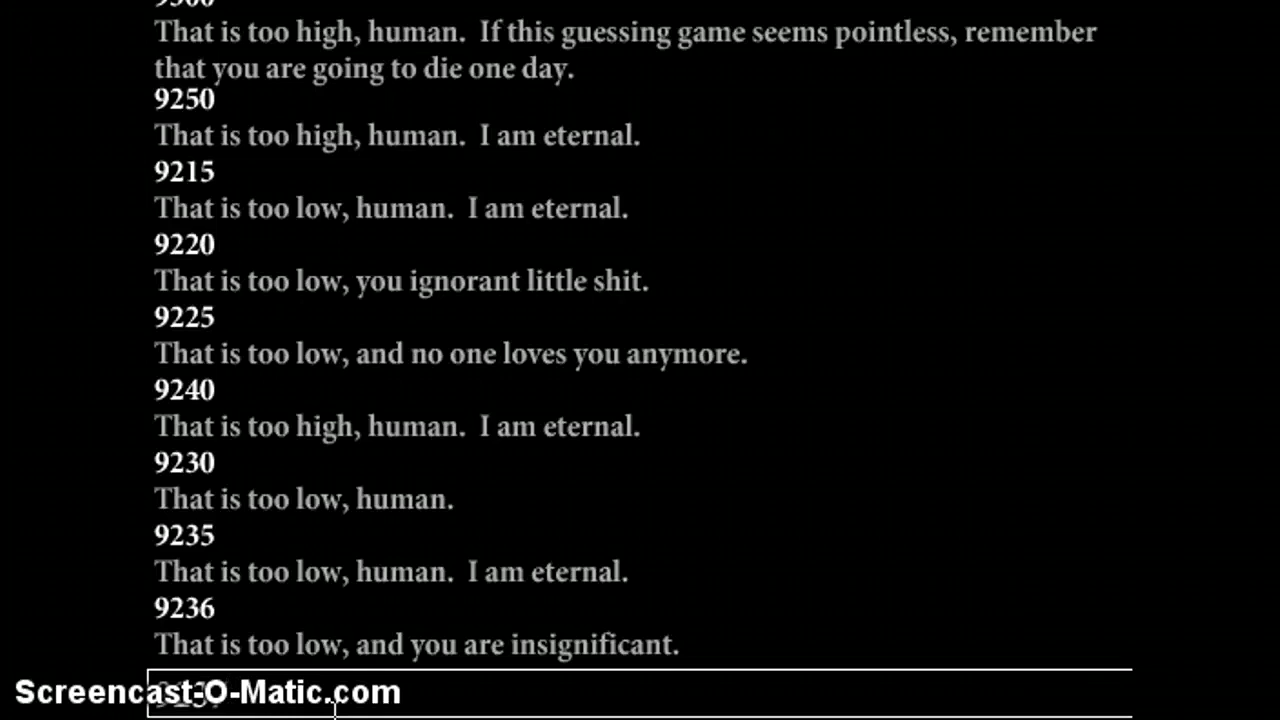 That is too high, human.  If this guessing game seems pointless, remember
that you are going to die one day.
9250
That is too high, human.  I am eternal.
9215
That is too low, human.  I am eternal.
9220
That is too low, you ignorant little shit.
9225
That is too low, and no one loves you anymore.
9240
That is too high, human.  I am eternal.
9230
That is too low, human.
9235
That is too low, human.  I am eternal.
9236
That is too low, and you are insignificant.
Screencast-O-Matic.com